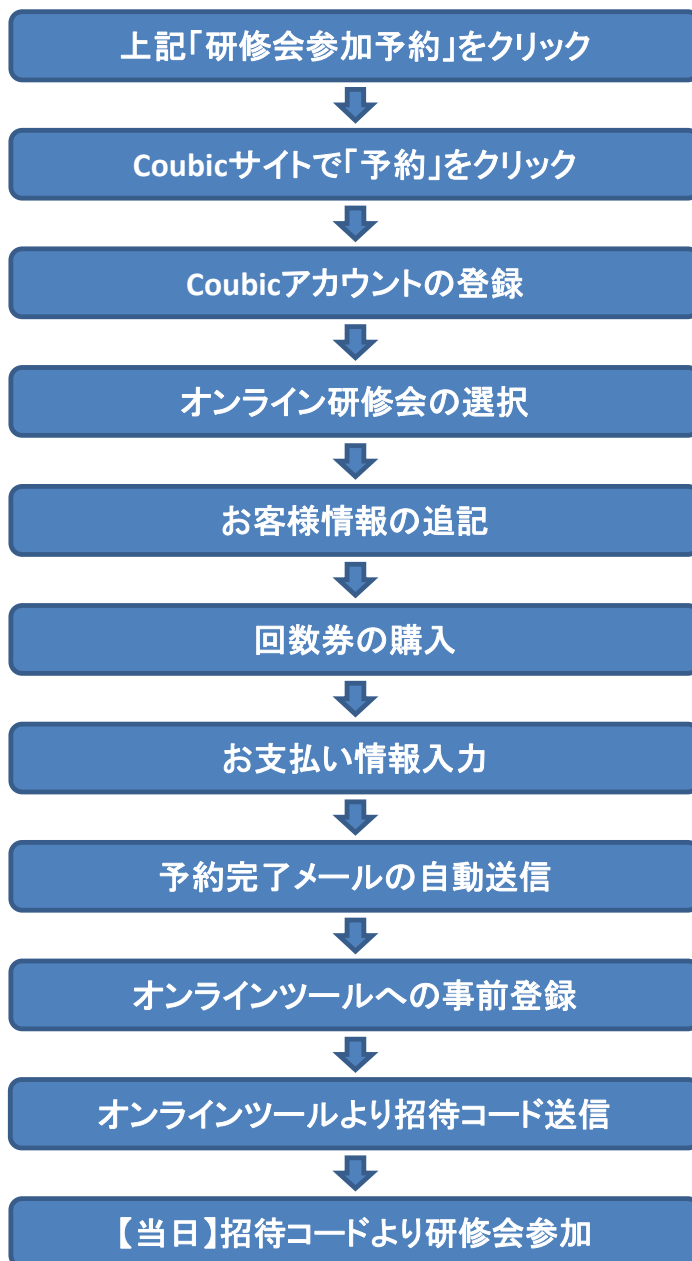 上記「研修会参加予約」をクリック
Coubicサイトで「予約」をクリック
Coubicアカウントの登録
オンライン研修会の選択
お客様情報の追記
回数券の購入
お支払い情報入力
予約完了メールの自動送信
オンラインツールへの事前登録
オンラインツールより招待コード送信
【当日】招待コードより研修会参加